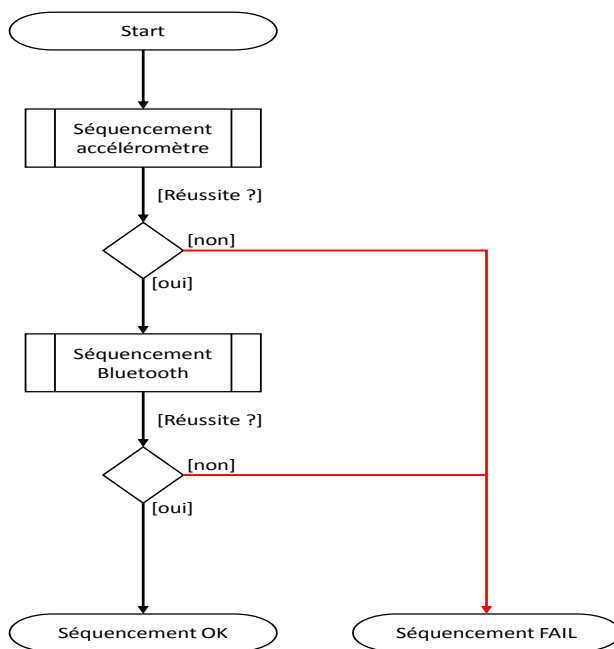 Start
Séquencement
accéléromètre
[Réussite ?]
[non]
[oui]
Séquencement
Bluetooth
[Réussite ?]
[non]
[oui]
Séquencement OK
Séquencement FAIL